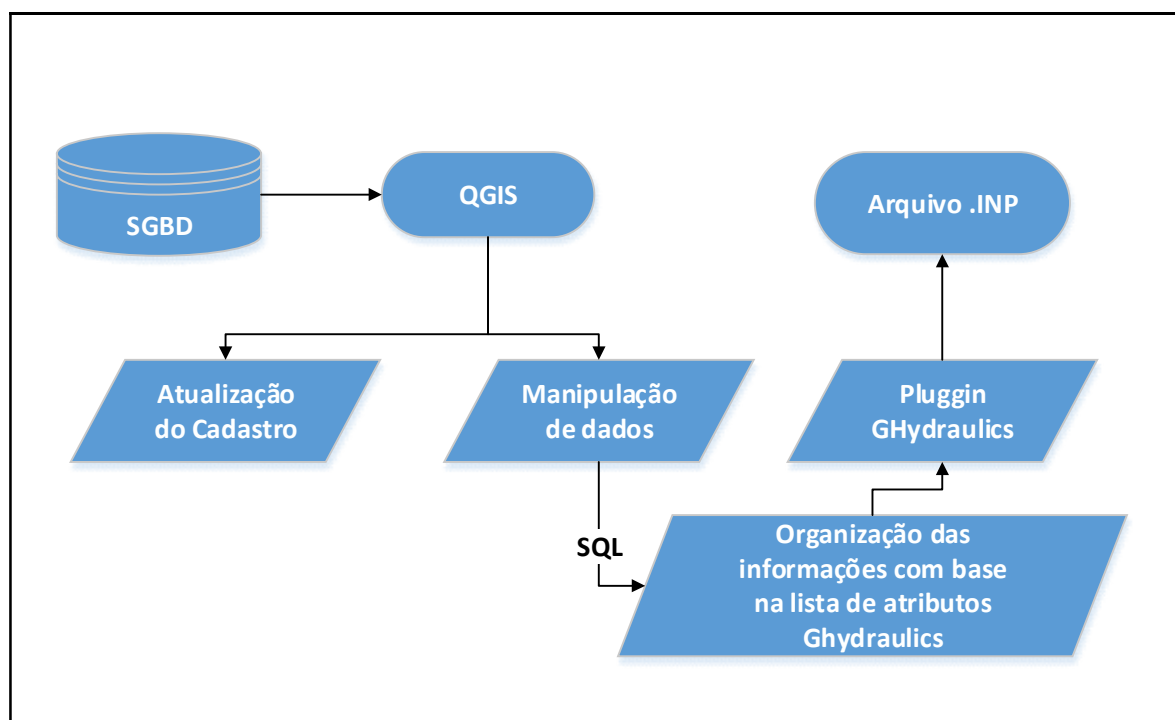 SGBD
QGIS
Arquivo .INP
Atualização
do Cadastro
Manipulação
de dados
Pluggin
GHydraulics
SQL
Organização das
informações com base
na lista de atributos
Ghydraulics